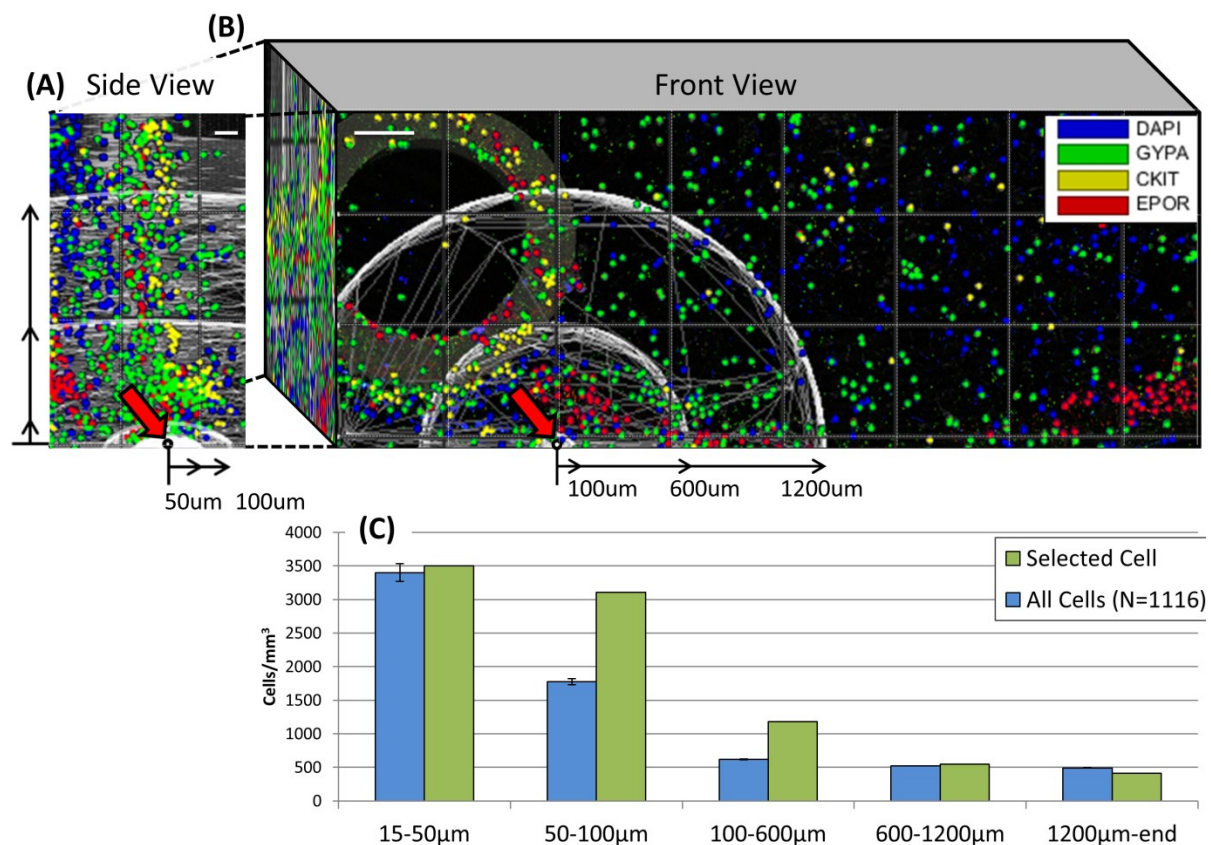 (B)
(A) Side View
Front View
DAPI
GYPA
CKIT
EPOR
50um 100um
100um 600um 1200um
(C)
4000
3500
3000
2500
2000
1500
1000
500
0
Cells/mm³
Selected Cell
All Cells (N=1116)
15-50μm 50-100μm 100-600μm 600-1200μm 1200μm-end